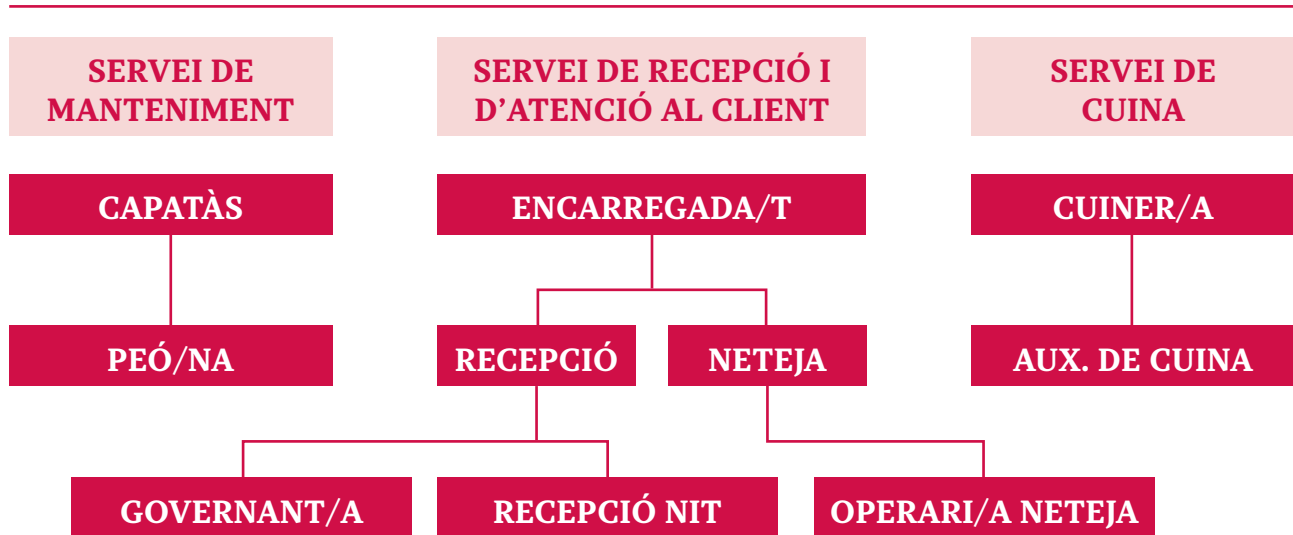 SERVEI DE
MANTENIMENT
SERVEI DE RECEPCIÓ I
D’ATENCIÓ AL CLIENT
SERVEI DE
CUINA
CAPATÀS
ENCARREGADA/T
CUINER/A
PEÓ/NA
RECEPCIÓ
NETEJA
AUX. DE CUINA
GOVERNANT/A
RECEPCIÓ NIT
OPERARI/A NETEJA